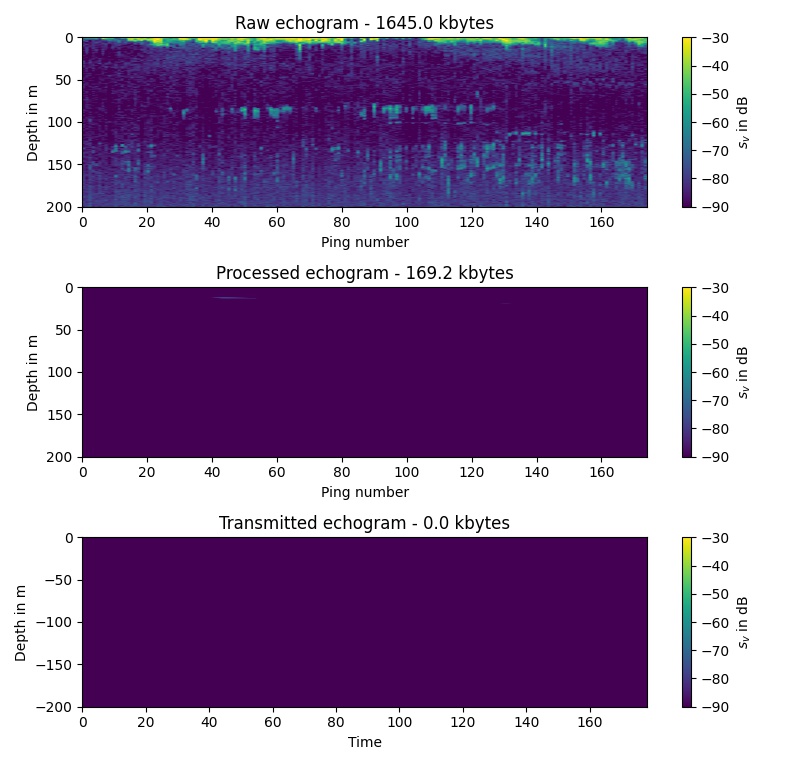 Raw echogram - 1645.0 kbytes
0
50
100
150
200
Depth in m
0 20 40 60 80 100 120 140 160
Ping number
−30
−40
−50
−60
−70
−80
−90
sv in dB
Processed echogram - 169.2 kbytes
0
50
100
150
200
Depth in m
0 20 40 60 80 100 120 140 160
Ping number
−30
−40
−50
−60
−70
−80
−90
sv in dB
Transmitted echogram - 0.0 kbytes
0
−50
−100
−150
−200
Depth in m
0 20 40 60 80 100 120 140 160
Time
−30
−40
−50
−60
−70
−80
−90
sv in dB